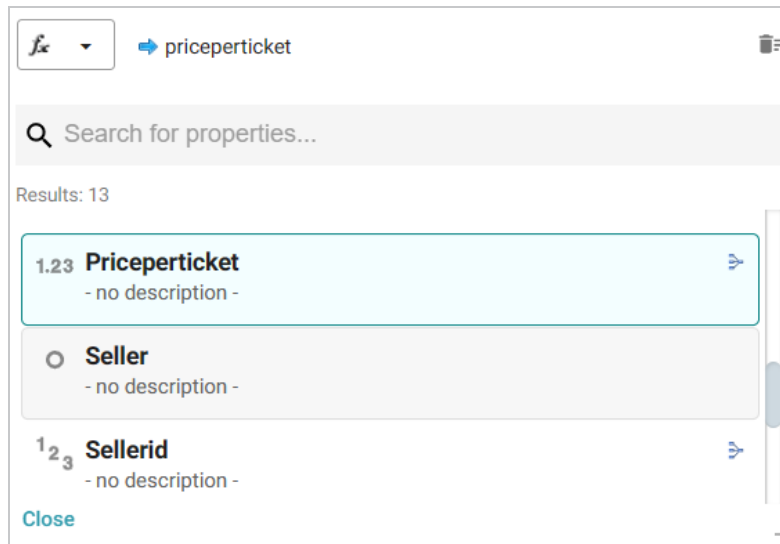 fx
priceperticket
Search for properties...
Results: 13
1.23 Priceperticket
- no description -
Seller
- no description -
123 Sellerid
- no description -
Close